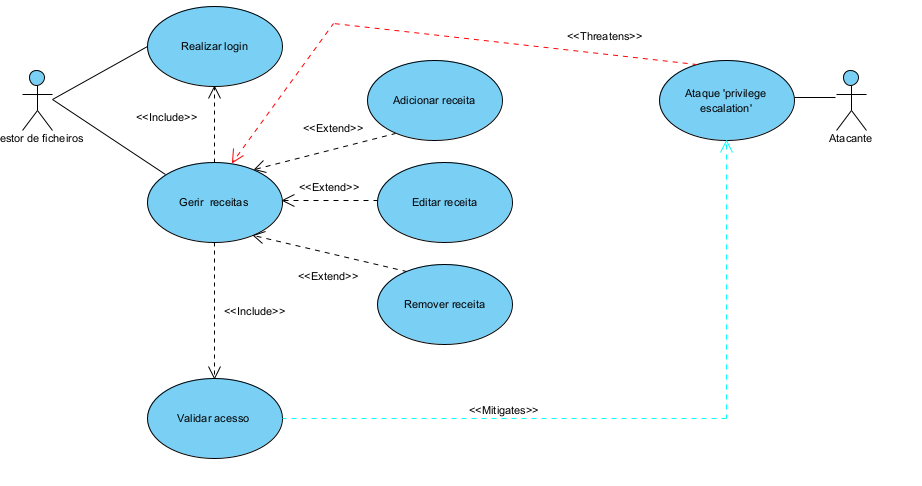 Realizar login
<<Threatens>>
Adicionar receita
Ataque 'privilege
escalation'
<<Include>>
<<Extend>>
estor de ficheiros
Atacante
<<Extend>>
Gerir receitas
Editar receita
<<Extend>>
Remover receita
<<Include>>
<<Mitigates>>
Validar acesso